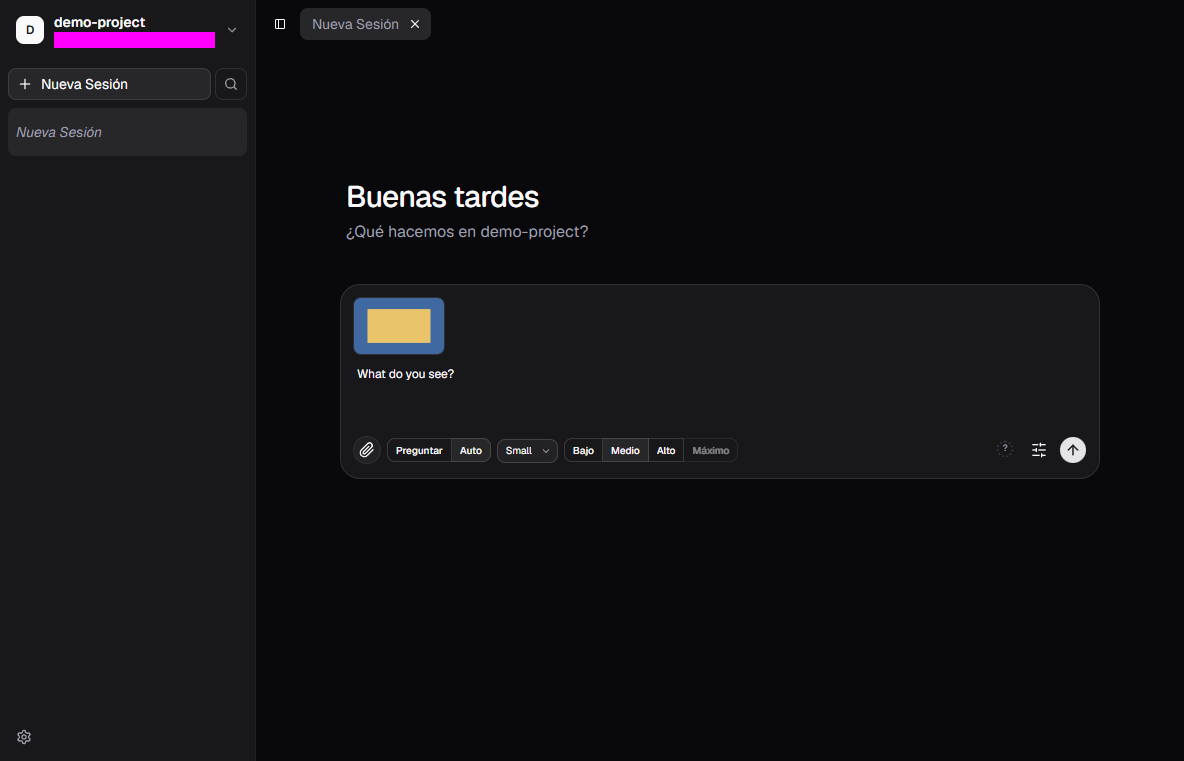 D
demo-project
Nueva Sesión
Nueva Sesión
Nueva Sesión
Buenas tardes
¿Qué hacemos en demo-project?
What do you see?
Preguntar Auto Small Bajo Medio Alto Máximo
?